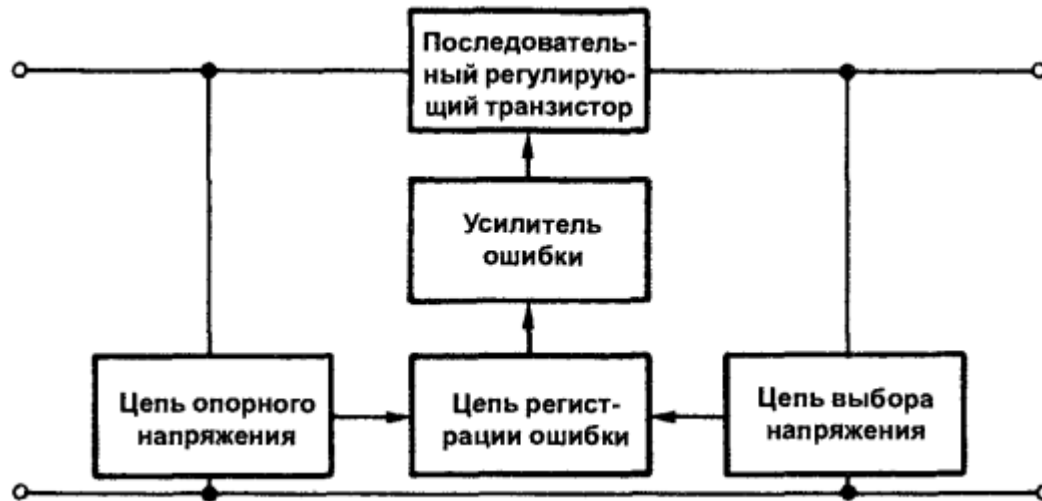 Последователь-
ный регулирую-
щий транзистор
Усилитель
ошибки
Цепь опорного
напряжения
Цепь регист-
рации ошибки
Цепь выбора
напряжения